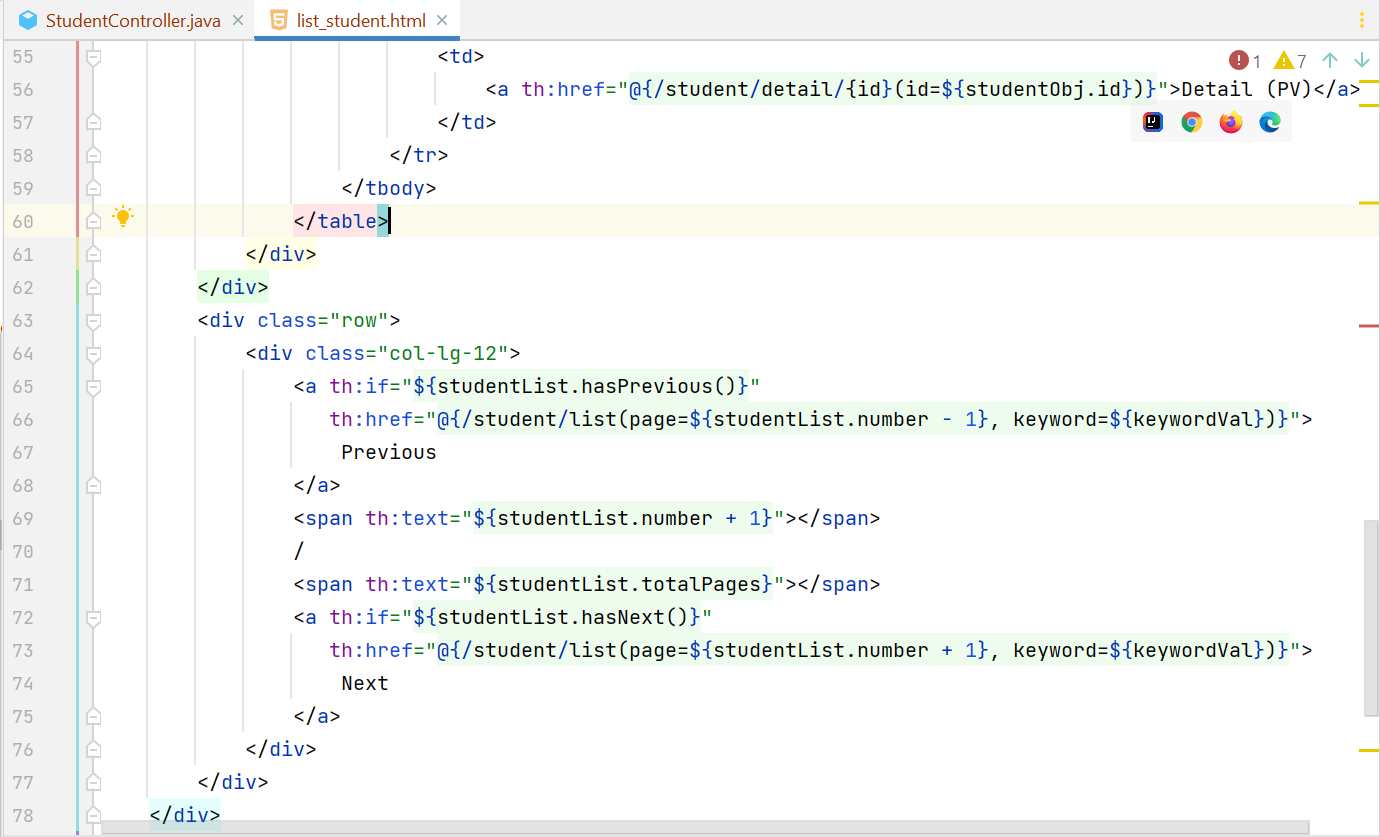 StudentController.java
list_student.html
1
7
55 <td>
56 <a th:href="@{/student/detail/{id}(id=${studentObj.id})}">Detail (PV)</a>
57 </td>
58 </tr>
59 </tbody>
60 </table>
61 </div>
62 </div>
63 <div class="row">
64 <div class="col-lg-12">
65 <a th:if="${studentList.hasPrevious()}"
66 th:href="@{/student/list(page=${studentList.number - 1}, keyword=${keywordVal})}">
67 Previous
68 </a>
69 <span th:text="${studentList.number + 1}"></span>
70 /
71 <span th:text="${studentList.totalPages}"></span>
72 <a th:if="${studentList.hasNext()}"
73 th:href="@{/student/list(page=${studentList.number + 1}, keyword=${keywordVal})}">
74 Next
75 </a>
76 </div>
77 </div>
78 </div>